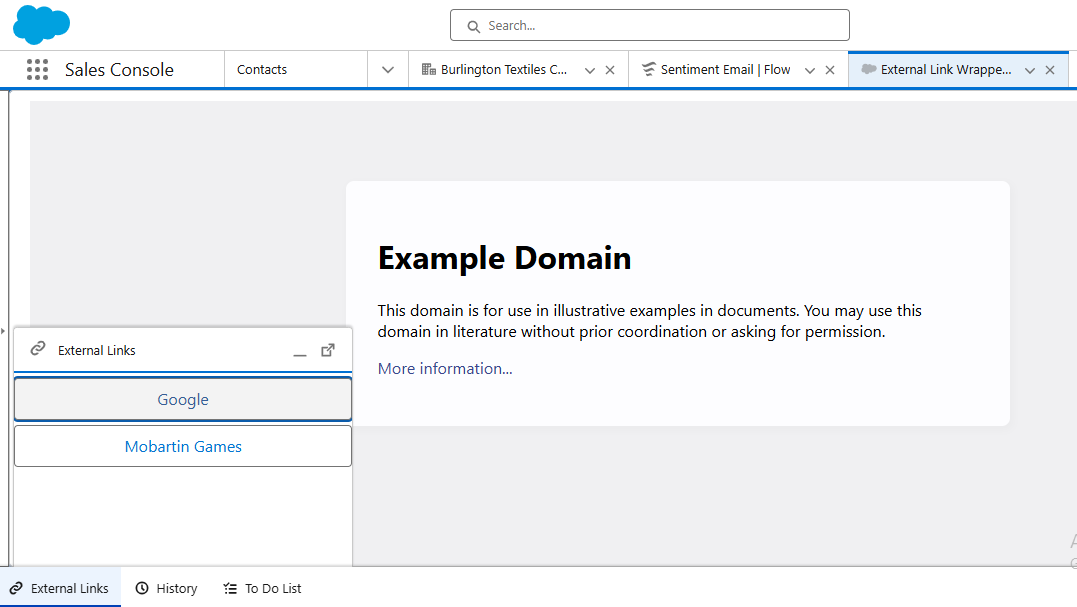 Search...
Sales Console
Contacts
Burlington Textiles C...
Sentiment Email | Flow
External Link Wrappe...
Example Domain
This domain is for use in illustrative examples in documents. You may use this
domain in literature without prior coordination or asking for permission.
More information...
External Links
Google
Mobartin Games
External Links
History
To Do List